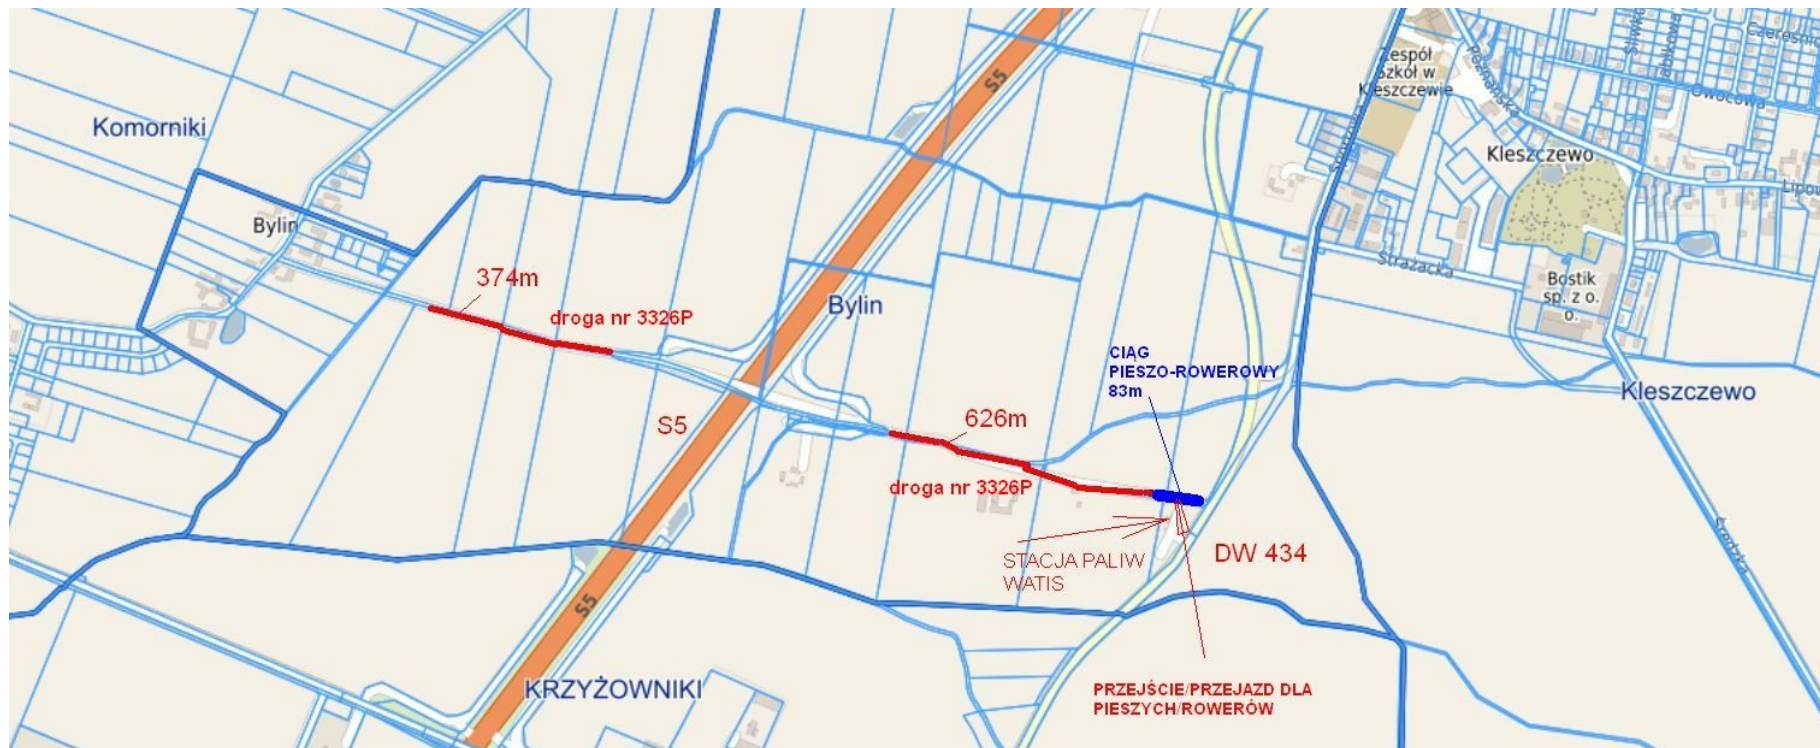 S5
Zespół
Szkół w
Kleszczewie
Poznańska
Owocowa
Komorniki
Sportowa
Kleszczewo
Bylin
374m
droga nr 3326P
Bylin
Strażacka
Bostik
sp. z o.
o.
CIĄG
PIESZO-ROWEROWY
83m
Kleszczewo
S5
626m
droga nr 3326P
STACJA PALIW
WATIS
DW 434
S5
KRZYŻOWNIKI
PRZEJŚCIE/PRZEJAZD DLA
PIESZYCH/ROWERÓW